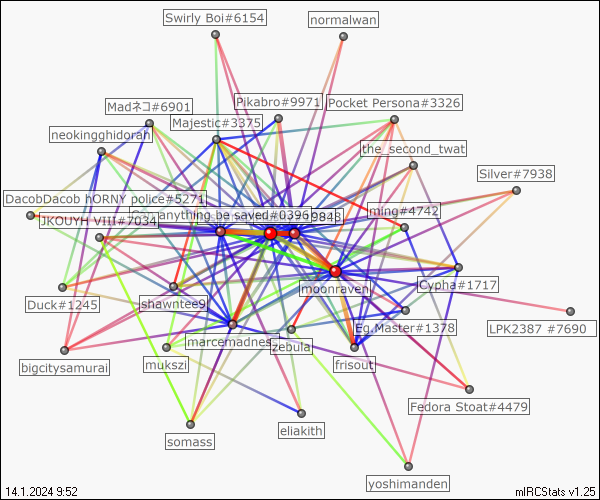 Swirly Boi#6154
normalwan
Pikabro#9971
Pocket Persona#3326
Madネコ#6901
Majestic#3375
neokingghidorah
the_second_twat
Silver#7938
DacobDacob hORNY police#5271
anything be saved#0396
JKOUYH VIII#7034
ming#4742
moonraven
Cypha#1717
Duck#1245
shawntee9
LPK2387 #7690
Eg.Master#1378
marcernadnes
zebula
bigcitysamurai
mukszi
frisout
Fedora Stoat#4479
eliakith
somass
yoshimanden
14.1.2024 9:52
mIRCStats v1.25